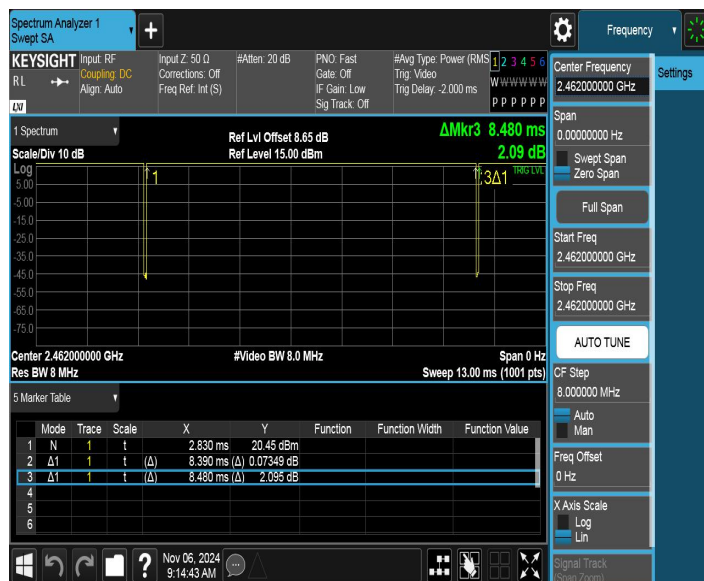 Spectrum Analyzer 1
Swept SA
+
Frequency
KEYSIGHT
RL
LXI
Input: RF
Coupling: DC
Align: Auto
Input Z: 50 Ω
Corrections: Off
Freq Ref: Int (S)
#Atten: 20 dB
PNO: Fast
Gate: Off
IF Gain: Low
Sig Track: Off
#Avg Type: Power (RMS
Trig: Video
Trig Delay: -2.000 ms
1 2 3 4 5 6
W W W W W W
P P P P P P
1 Spectrum
Scale/Div 10 dB
Ref Lvl Offset 8.65 dB
Ref Level 15.00 dBm
ΔMkr3 8.480 ms
2.09 dB
Log
TRIG LVL
1
3Δ1
5.00
-5.00
-15.0
-25.0
-35.0
-45.0
-55.0
-65.0
-75.0
Center 2.462000000 GHz
#Video BW 8.0 MHz
Span 0 Hz
Res BW 8 MHz
Sweep 13.00 ms (1001 pts)
5 Marker Table
Mode Trace Scale X Y Function Function Width Function Value
1 N 1 t 2.830 ms 20.45 dBm
2 Δ1 1 t (Δ) 8.390 ms (Δ) 0.07349 dB
3 Δ1 1 t (Δ) 8.480 ms (Δ) 2.095 dB
4
5
6
?
Nov 06, 2024
9:14:43 AM
Center Frequency
2.462000000 GHz
Settings
Span
0.00000000 Hz
Swept Span
Zero Span
Full Span
Start Freq
2.462000000 GHz
Stop Freq
2.462000000 GHz
AUTO TUNE
CF Step
8.000000 MHz
Auto
Man
Freq Offset
0 Hz
X Axis Scale
Log
Lin
Signal Track
(Span Zoom)